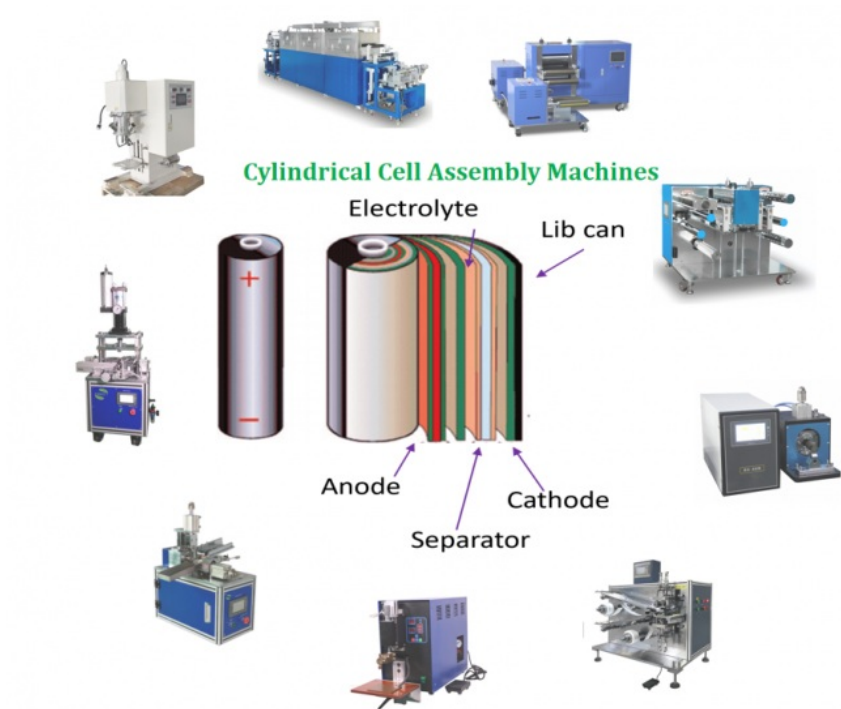 Cylindrical Cell Assembly Machines
Electrolyte
Lib can
+
−
Anode
Cathode
Separator